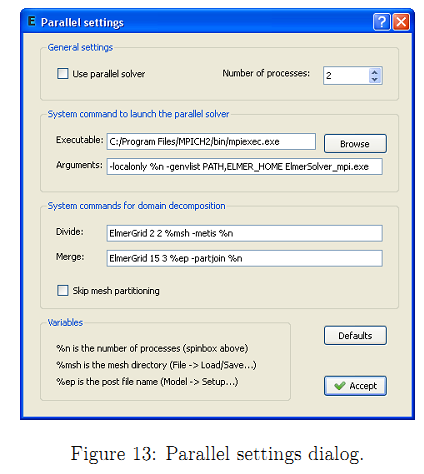 Parallel settings
General settings
Use parallel solver
Number of processes: 2
System command to launch the parallel solver
Executable: C:/Program Files/MPICH2/bin/mpiexec.exe Browse
Arguments: -localonly %n -genvlist PATH,ELMER_HOME ElmerSolver_mpi.exe
System commands for domain decomposition
Divide: ElmerGrid 2 2 %msh -metis %n
Merge: ElmerGrid 15 3 %ep -partjoin %n
Skip mesh partitioning
Variables
%n is the number of processes (spinbox above)
%msh is the mesh directory (File -> Load/Save...)
%ep is the post file name (Model -> Setup...)
Defaults
Accept
Figure 13: Parallel settings dialog.